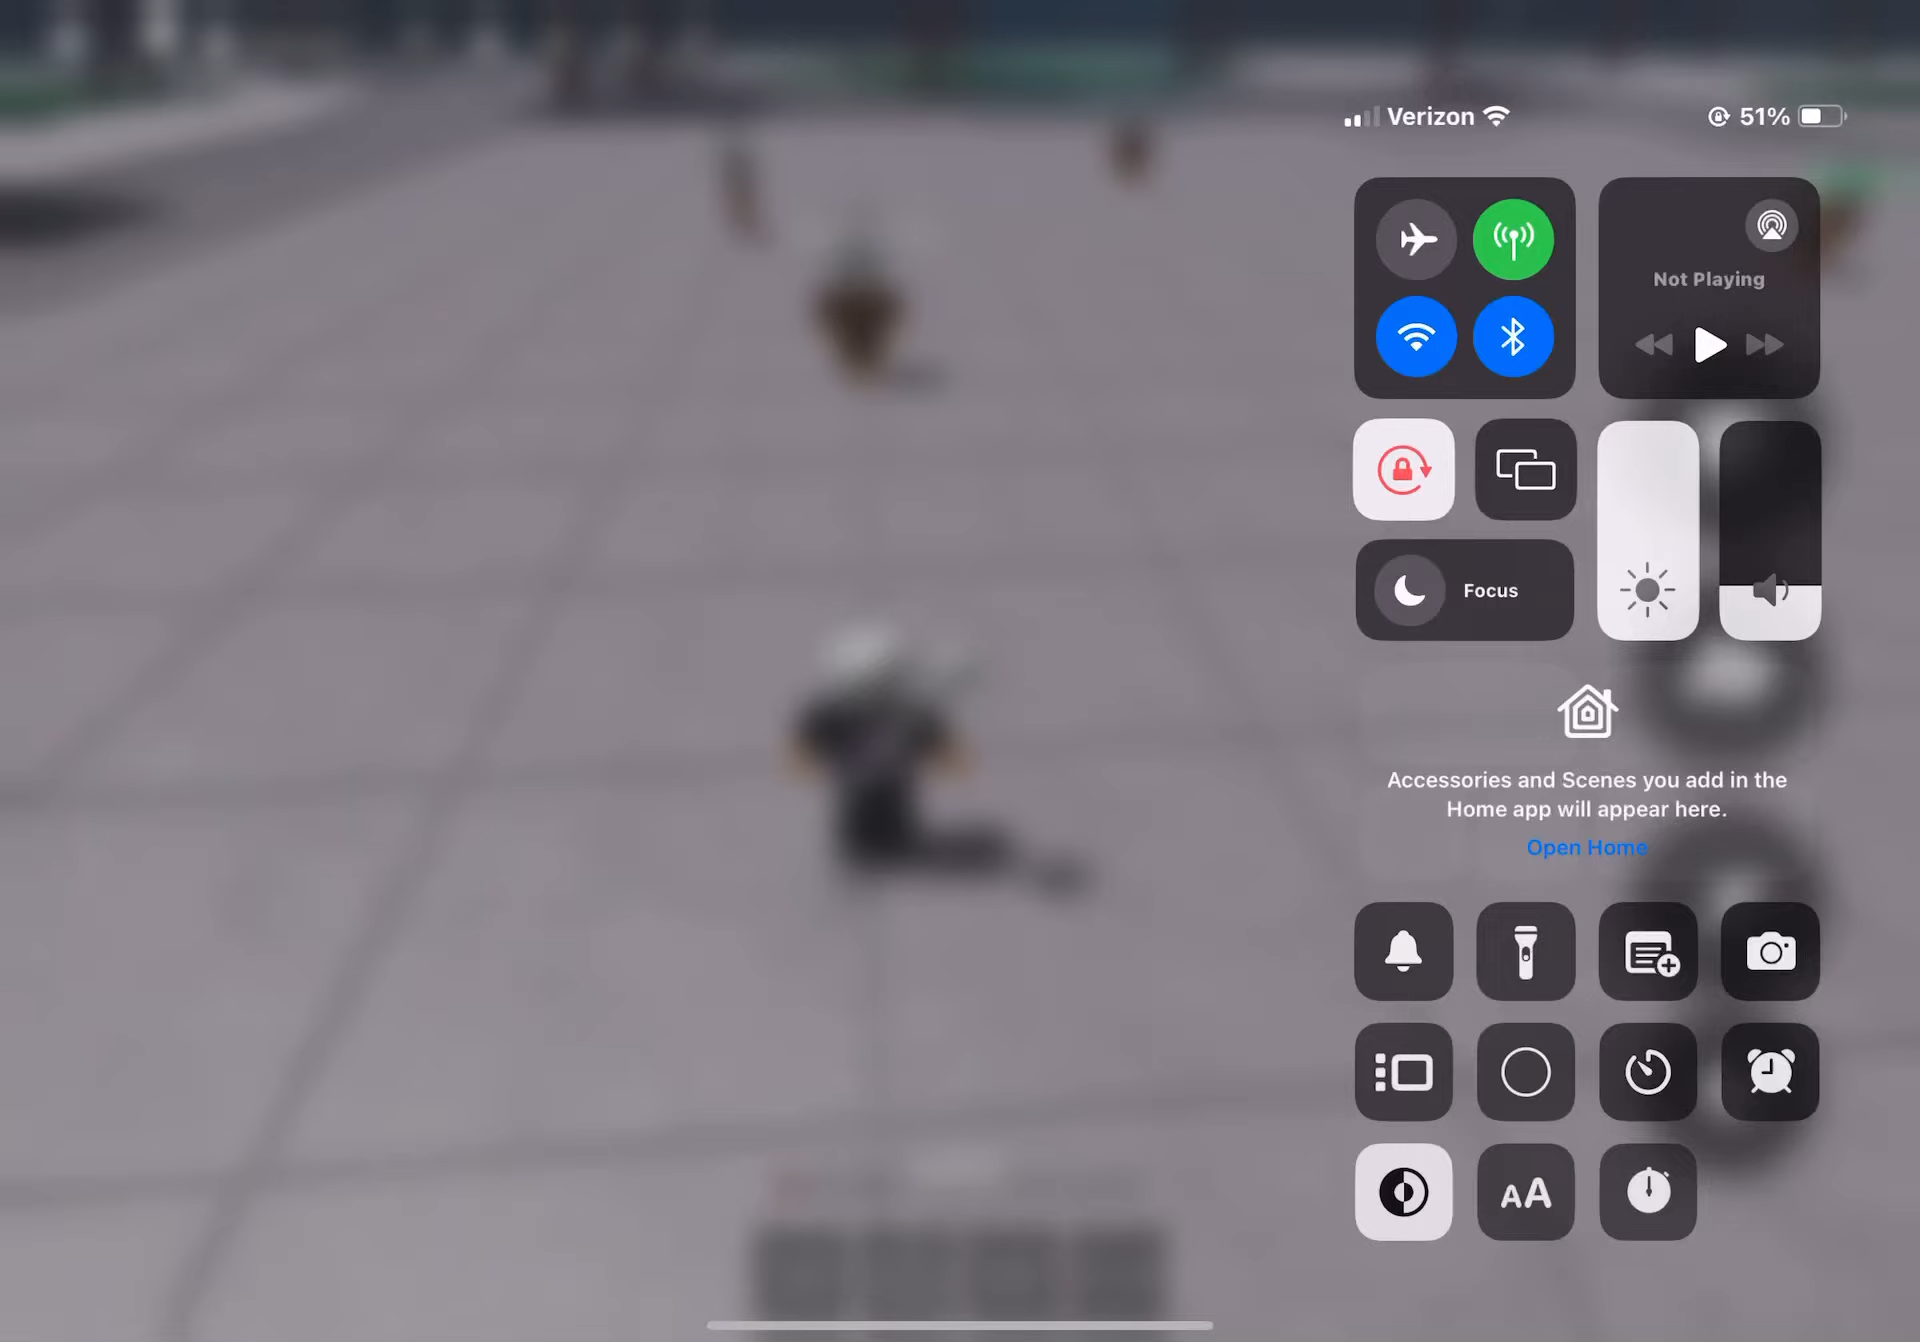 Verizon
51%
Not Playing
Focus
Accessories and Scenes you add in the
Home app will appear here.
Open Home
AA